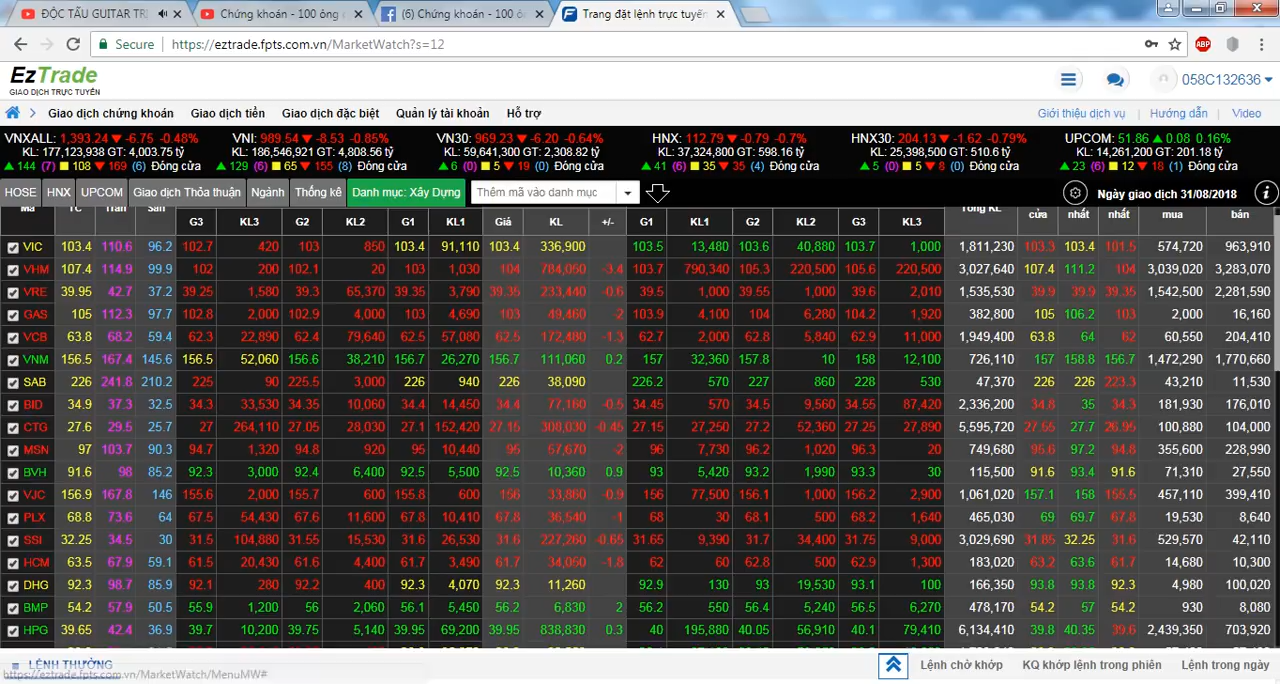 ĐỘC TẤU GUITAR TRỊ
Chứng khoán - 100 ông
(6) Chứng khoán - 100 ô
Trang đặt lệnh trực tuyến
Secure https://eztrade.fpts.com.vn/MarketWatch?s=12
ABP
EzTrade
GIAO DỊCH TRỰC TUYẾN
058C132636
Giao dịch chứng khoán Giao dịch tiền Giao dịch đặc biệt Quản lý tài khoản Hỗ trợ Giới thiệu dịch vụ Hướng dẫn Video
VNXALL: 1,393.24 -6.75 -0.48% VNI: 989.54 -8.53 -0.85% VN30: 969.23 -6.20 -0.64% HNX: 112.79 -0.79 -0.7% HNX30: 204.13 -1.62 -0.79% UPCOM: 51.86 0.08 0.16%
KL: 177,123,938 GT: 4,003.75 tỷ KL: 186,546,921 GT: 4,808.56 tỷ KL: 59,641,300 GT: 2,308.82 tỷ KL: 37,324,800 GT: 598.16 tỷ KL: 25,398,500 GT: 510.6 tỷ KL: 14,261,200 GT: 201.18 tỷ
144 (7) 108 169 (6) Đóng cửa 129 (6) 65 155 (8) Đóng cửa 6 (0) 5 19 (0) Đóng cửa 41 (6) 35 35 (4) Đóng cửa 5 (0) 5 8 (0) Đóng cửa 23 (6) 12 18 (1) Đóng cửa
HOSE HNX UPCOM Giao dịch Thỏa thuận Ngành Thống kê Danh mục: Xây Dựng Thêm mã vào danh mục Ngày giao dịch 31/08/2018
Mã TC Trần Sàn G3 KL3 G2 KL2 G1 KL1 Giá KL +/- G1 KL1 G2 KL2 G3 KL3 Tổng KL cửa nhất nhất mua bán
VIC 103.4 110.6 96.2 102.7 420 103 850 103.4 91,110 103.4 336,900 103.5 13,480 103.6 40,880 103.7 1,000 1,811,230 103.3 103.4 101.5 574,720 963,910
VHM 107.4 114.9 99.9 102 200 102.1 20 103 1,030 104 784,060 -3.4 103.7 790,340 105.3 220,500 105.6 220,500 3,027,640 107.4 111.2 104 3,039,020 3,283,070
VRE 39.95 42.7 37.2 39.25 1,580 39.3 65,370 39.35 3,790 39.35 233,440 -0.6 39.5 1,000 39.55 1,000 39.6 2,010 1,535,530 39.9 39.9 39.35 1,542,500 2,281,590
GAS 105 112.3 97.7 102.8 2,000 102.9 4,000 103 4,690 103 49,460 -2 103.9 4,100 104 6,280 104.2 1,920 382,800 105 106.2 103 2,000 16,160
VCB 63.8 68.2 59.4 62.3 22,890 62.4 79,640 62.5 57,080 62.5 172,480 -1.3 62.7 2,000 62.8 5,840 62.9 11,000 1,949,400 63.8 64 62 60,550 204,410
VNM 156.5 167.4 145.6 156.5 52,060 156.6 38,210 156.7 26,270 156.7 111,060 0.2 157 32,360 157.8 10 158 12,100 726,110 157 158.8 156.7 1,472,290 1,770,660
SAB 226 241.8 210.2 225 90 225.5 3,000 226 940 226 38,090 226.2 570 227 860 228 530 47,370 226 226 223.3 43,210 11,530
BID 34.9 37.3 32.5 34.3 33,530 34.35 10,060 34.4 14,450 34.4 77,160 -0.5 34.45 570 34.5 9,560 34.55 87,420 2,336,200 34.8 35 34.3 181,930 176,010
CTG 27.6 29.5 25.7 27 264,110 27.05 28,030 27.1 152,420 27.15 308,030 -0.45 27.15 27,250 27.2 52,360 27.25 27,890 5,595,720 27.55 27.7 26.95 100,880 104,000
MSN 97 103.7 90.3 94.7 1,320 94.8 920 95 10,440 95 57,670 -2 96 7,730 96.2 1,020 96.3 20 749,680 95.6 97.2 94.8 355,600 228,990
BVH 91.6 98 85.2 92.3 3,000 92.4 6,400 92.5 5,500 92.5 10,360 0.9 93 5,420 93.2 1,990 93.3 30 115,500 91.6 93.4 91.6 71,310 27,550
VJC 156.9 167.8 146 155.6 2,000 155.7 600 155.8 600 156 33,860 -0.9 156 77,500 156.1 1,000 156.2 2,900 1,061,020 157.1 158 155.5 457,110 399,410
PLX 68.8 73.6 64 67.5 54,430 67.6 11,600 67.8 10,410 67.8 36,540 -1 68 30 68.1 500 68.2 1,640 465,030 69 69.7 67.8 19,530 8,640
SSI 32.25 34.5 30 31.5 104,880 31.55 15,530 31.6 26,530 31.6 227,260 -0.65 31.65 9,390 31.7 34,400 31.75 9,000 3,029,690 31.85 32.25 31.6 529,570 42,110
HCM 63.5 67.9 59.1 61.5 20,430 61.6 4,400 61.7 3,490 61.7 34,060 -1.8 62 60 62.8 500 62.9 1,300 183,020 63.2 63.6 61 14,680 10,300
DHG 92.3 98.7 85.9 92.1 280 92.2 400 92.3 4,070 92.3 11,260 92.9 130 93 19,530 93.1 100 166,350 93.8 93.8 92.3 4,980 100,020
BMP 54.2 57.9 50.5 55.9 1,200 56 2,060 56.1 5,450 56.2 6,830 2 56.2 550 56.4 5,240 56.5 6,270 478,170 54.2 57 54.2 930 8,080
HPG 39.65 42.4 36.9 39.7 10,200 39.75 5,140 39.95 69,200 39.95 838,830 0.3 40 195,880 40.05 56,910 40.1 79,410 6,134,410 39.8 40.35 39.6 2,439,350 703,920
LỆNH THƯỜNG Lệnh chờ khớp KQ khớp lệnh trong phiên Lệnh trong ngày
https://eztrade.fpts.com.vn/MarketWatch/MenuMW#